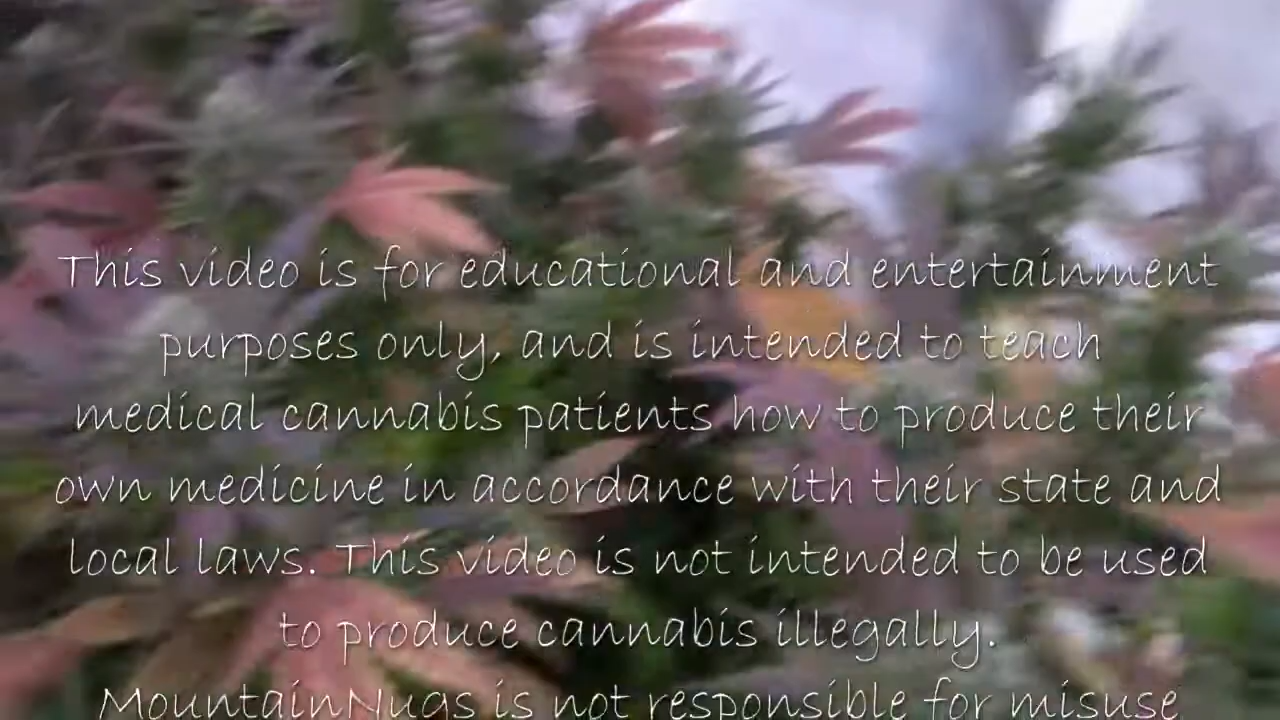 This video is for educational and entertainment
purposes only, and is intended to teach
medical cannabis patients how to produce their
own medicine in accordance with their state and
local laws. This video is not intended to be used
to produce cannabis illegally.
MountainNugs is not responsible for misuse